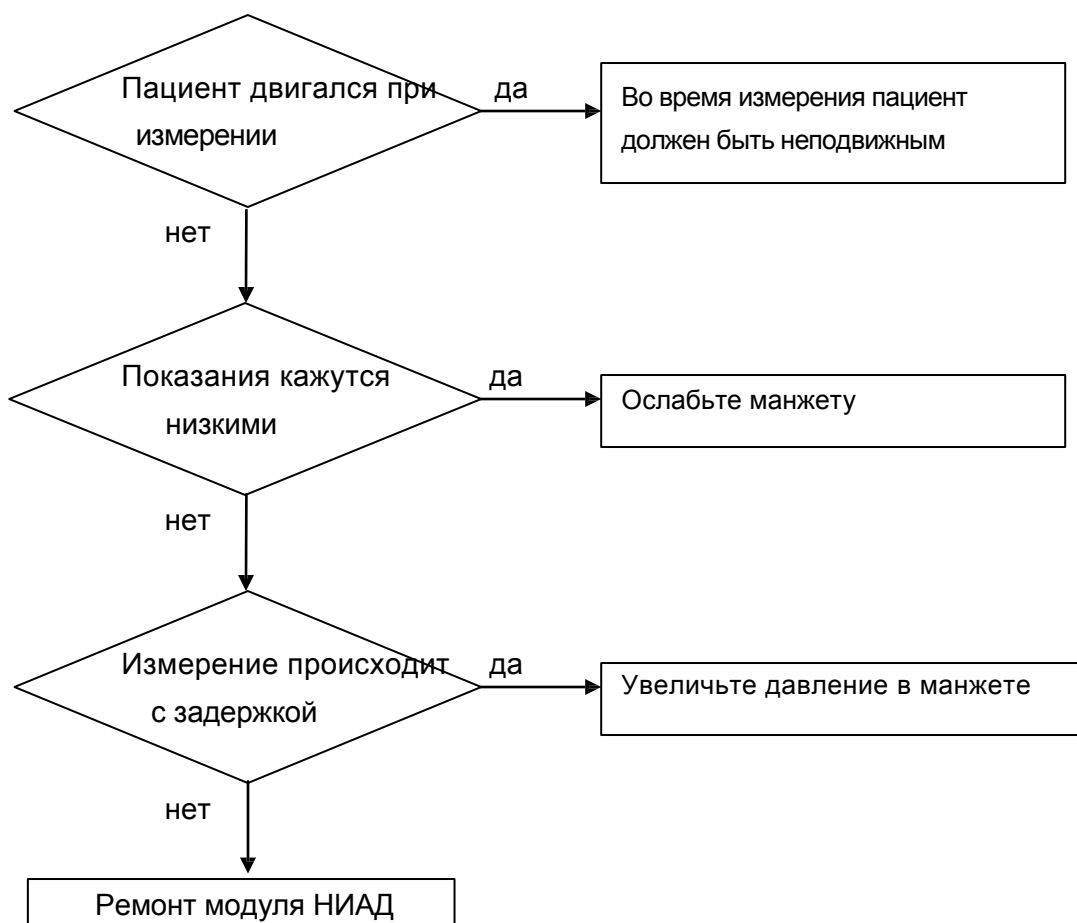 Пациент двигался при
измерении
да
Во время измерения пациент
должен быть неподвижным
нет
Показания кажутся
низкими
да
Ослабьте манжету
нет
Измерение происходит
с задержкой
да
Увеличьте давление в манжете
нет
Ремонт модуля НИАД